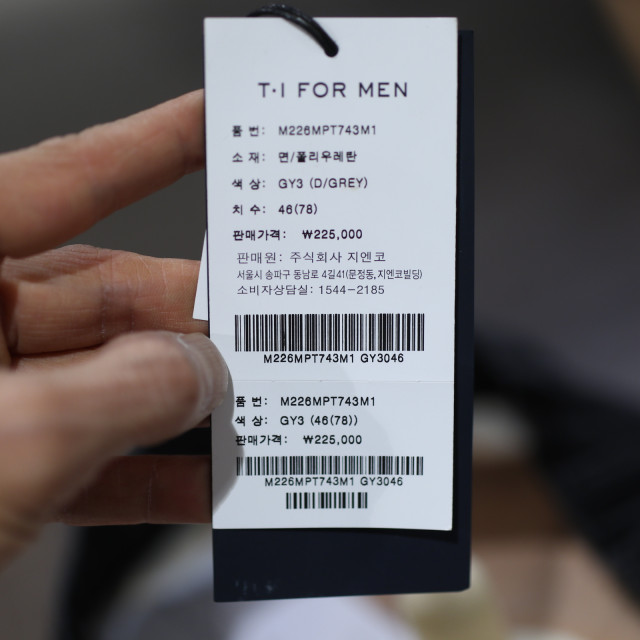 T·I FOR MEN
품 번: M226MPT743M1
소 재: 면/폴리우레탄
색 상: GY3 (D/GREY)
치 수: 46(78)
판매가격: ₩225,000
판매원: 주식회사 지엔코
서울시 송파구 동남로 4길41(문정동,지엔코빌딩)
소비자상담실: 1544-2185
M226MPT743M1 GY3046
품 번: M226MPT743M1
색 상: GY3 (46(78))
판매가격: ₩225,000
M226MPT743M1 GY3046